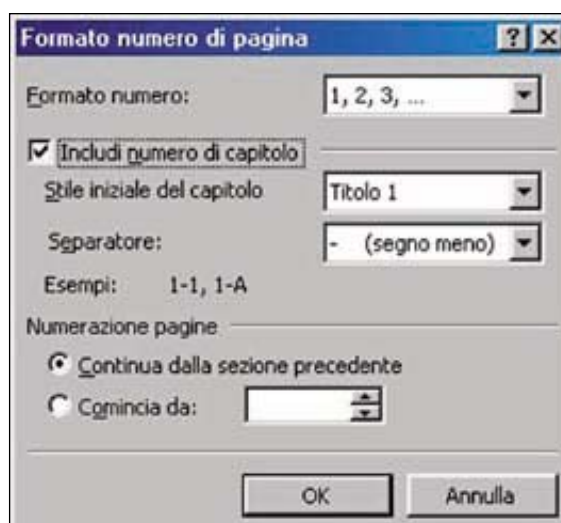 Formato numero di pagina
Formato numero: 1, 2, 3, ...
Includi numero di capitolo
Stile iniziale del capitolo Titolo 1
Separatore: - (segno meno)
Esempi: 1-1, 1-A
Numerazione pagine
Continua dalla sezione precedente
Comincia da:
OK Annulla